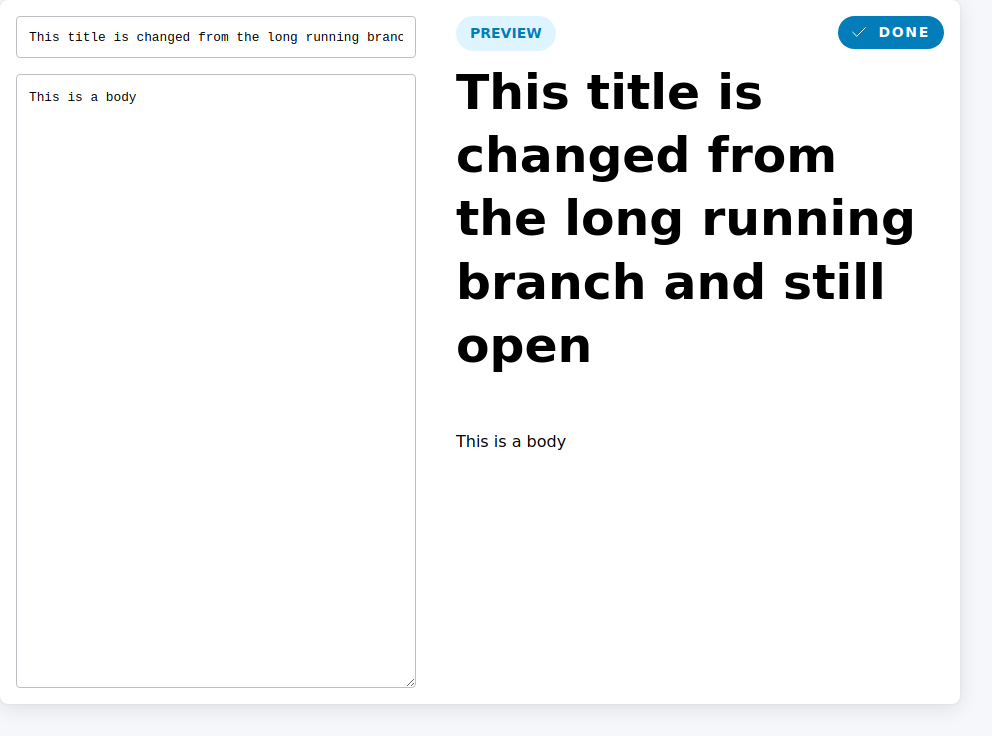 This title is changed from the long running branc
This is a body
PREVIEW
DONE
This title is
changed from
the long running
branch and still
open
This is a body